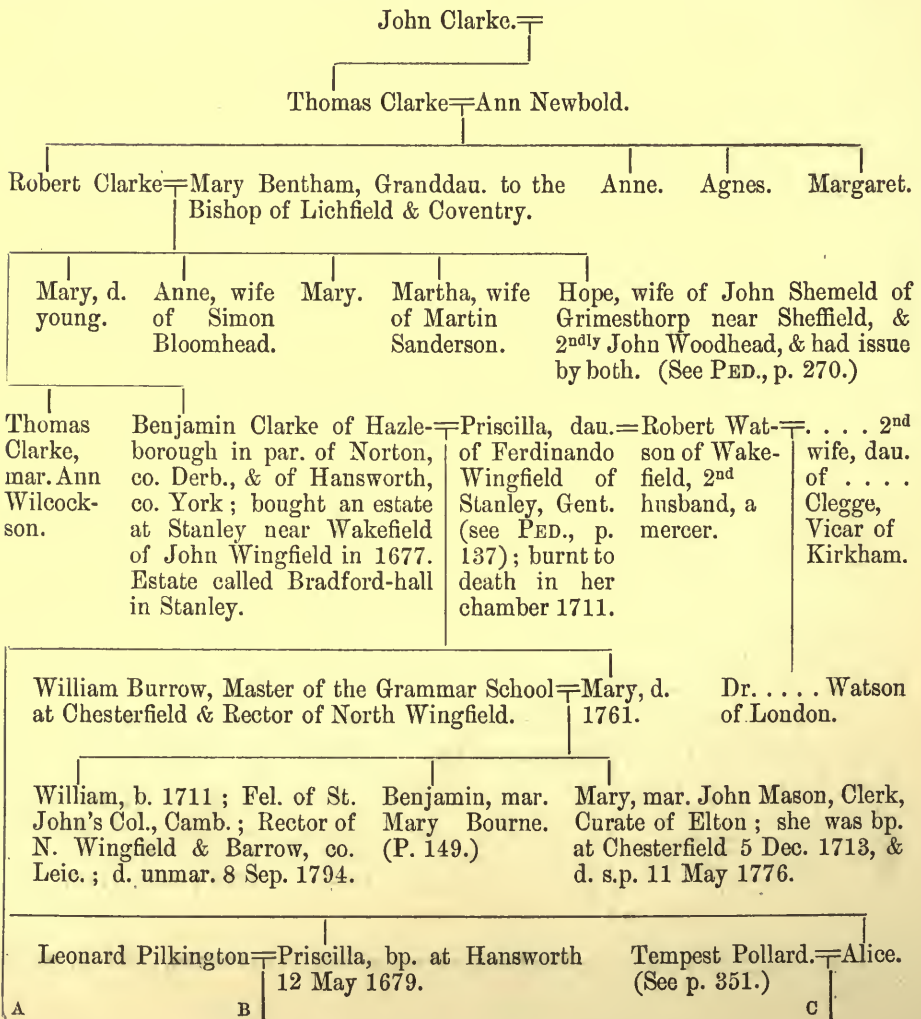 John Clarke.
Thomas Clarke=Ann Newbold.
Robert Clarke=Mary Bentham, Granddau. to the
Bishop of Lichfield & Coventry.
Anne.
Agnes.
Margaret.
Mary, d.
young.
Anne, wife
of Simon
Bloomhead.
Mary.
Martha, wife
of Martin
Sanderson.
Hope, wife of John Shemeld of
Grimesthorp near Sheffield, &
2ndly John Woodhead, & had issue
by both. (See PED., p. 270.)
Thomas
Clarke,
mar. Ann
Wilcock-
son.
Benjamin Clarke of Hazle-
borough in par. of Norton,
co. Derb., & of Hansworth,
co. York; bought an estate
at Stanley near Wakefield
of John Wingfield in 1677.
Estate called Bradford-hall
in Stanley.
=Priscilla, dau.
of Ferdinando
Wingfield of
Stanley, Gent.
(see PED., p.
137); burnt to
death in her
chamber 1711.
=Robert Wat-
son of Wake-
field, 2nd
husband, a
mercer.
=. . . . 2nd
wife, dau.
of . . . .
Clegge,
Vicar of
Kirkham.
William Burrow, Master of the Grammar School
at Chesterfield & Rector of North Wingfield.
=Mary, d.
1761.
Dr. . . . . Watson
of London.
William, b. 1711; Fel. of St.
John's Col., Camb.; Rector of
N. Wingfield & Barrow, co.
Leic.; d. unmar. 8 Sep. 1794.
Benjamin, mar.
Mary Bourne.
(P. 149.)
Mary, mar. John Mason, Clerk,
Curate of Elton; she was bp.
at Chesterfield 5 Dec. 1713, &
d. s.p. 11 May 1776.
Leonard Pilkington=Priscilla, bp. at Hansworth
12 May 1679.
Tempest Pollard.=Alice.
(See p. 351.)
A
B
C